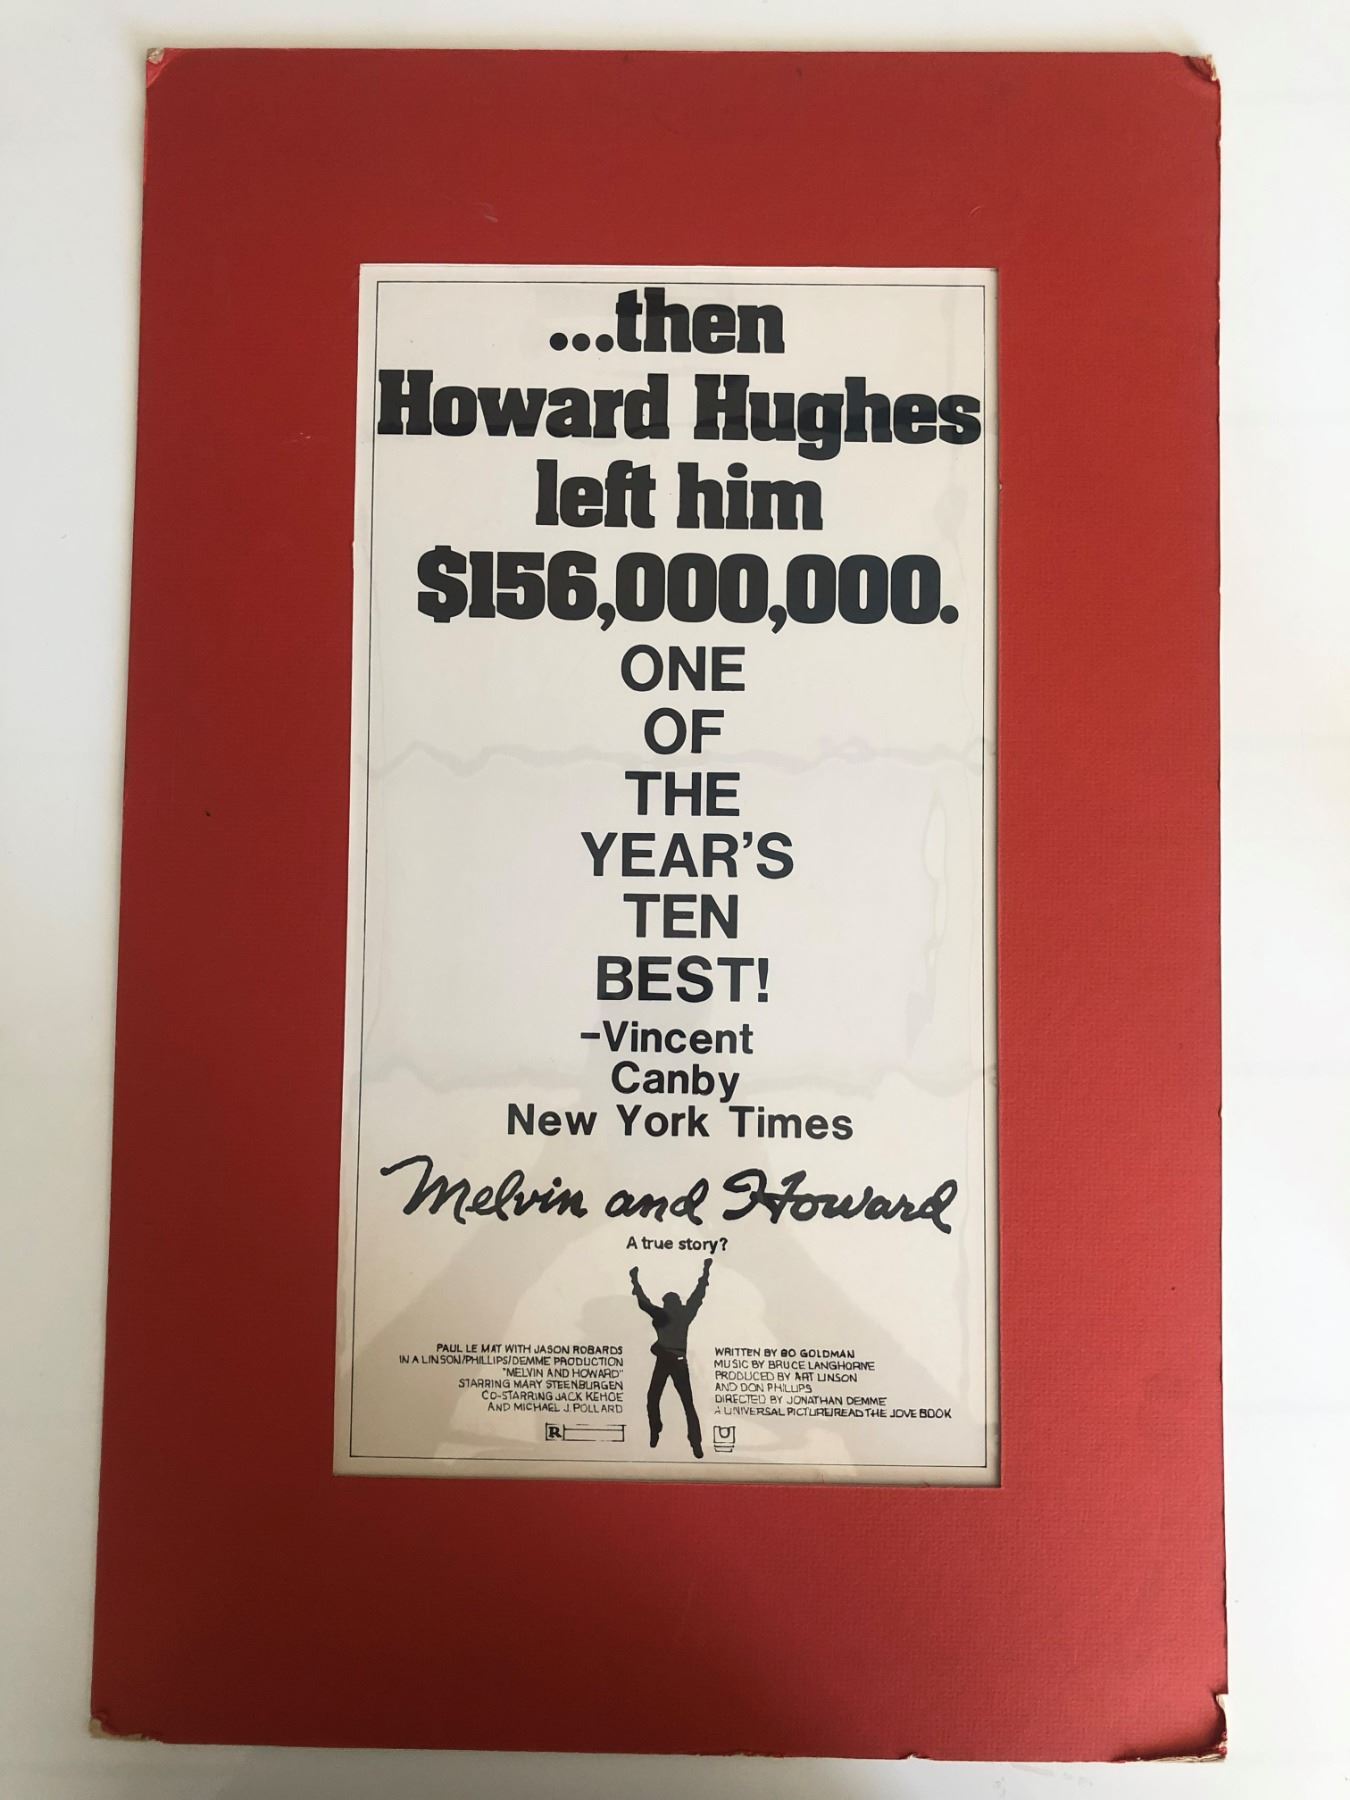 ...then
Howard Hughes
left him
$156,000,000.
ONE
OF
THE
YEAR'S
TEN
BEST!
-Vincent
Canby
New York Times
Melvin and Howard
A true story?
PAUL LE MAT WITH JASON ROBARDS
IN A LINSON/PHILLIPS/DEMME PRODUCTION
"MELVIN AND HOWARD"
STARRING MARY STEENBURGEN
CO-STARRING JACK KEHOE
AND MICHAEL J. POLLARD
R
WRITTEN BY BO GOLDMAN
MUSIC BY BRUCE LANGHORNE
PRODUCED BY ART LINSON
AND DON PHILLIPS
DIRECTED BY JONATHAN DEMME
A UNIVERSAL PICTURE/READ THE JOVE BOOK
U